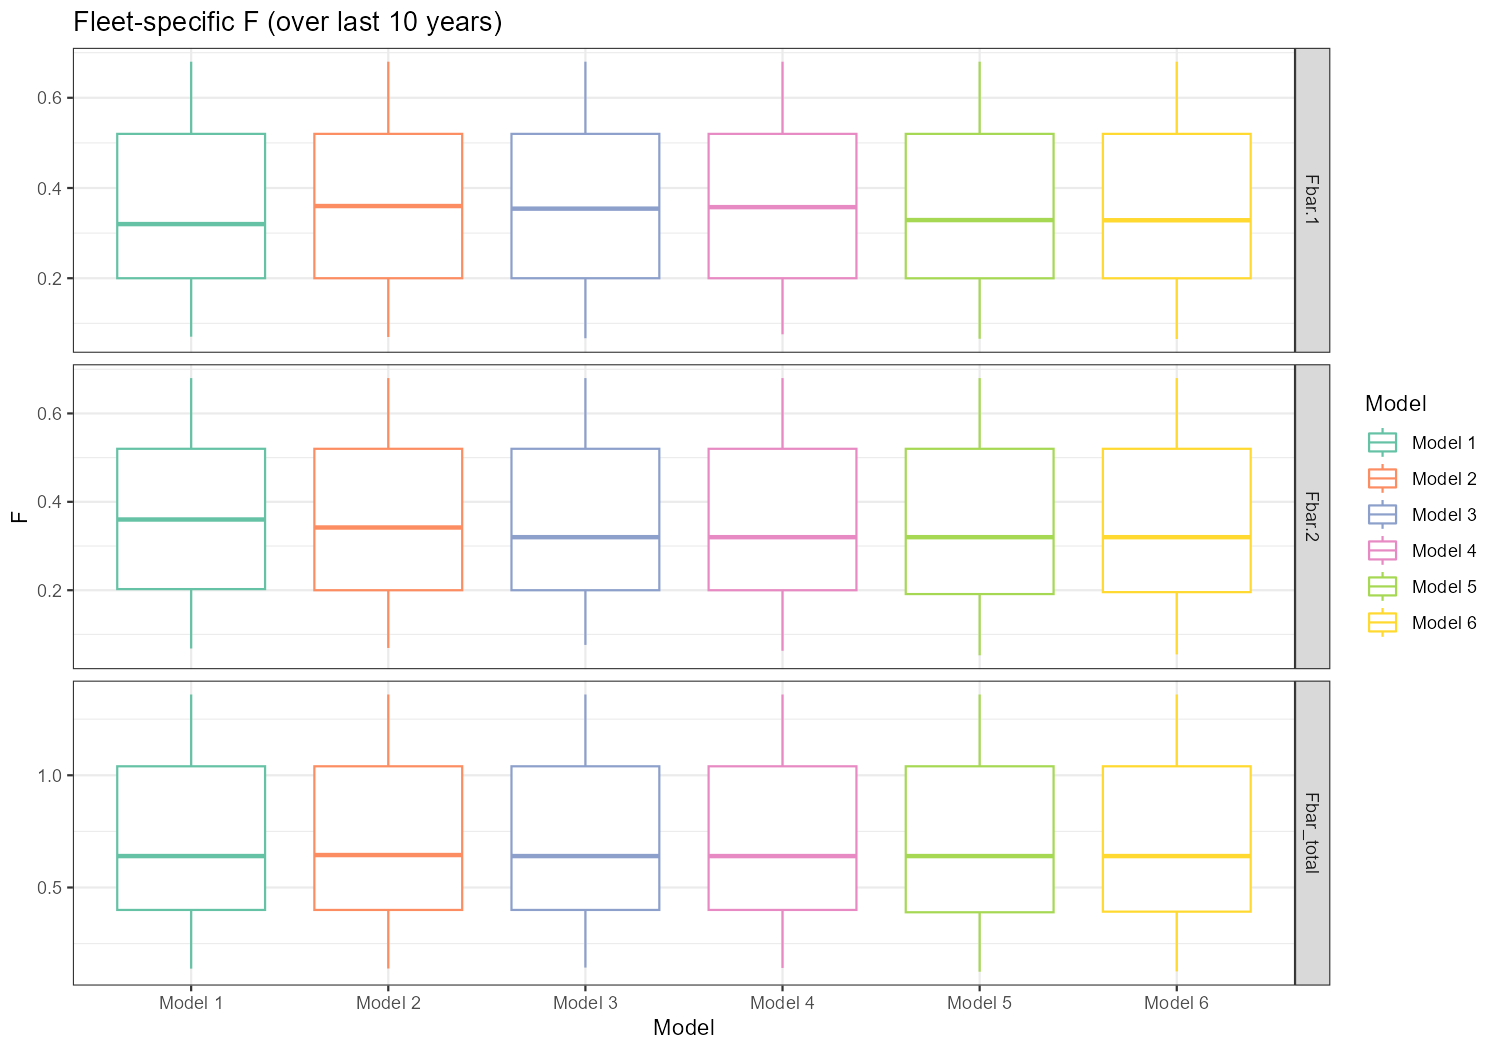 Fleet-specific F (over last 10 years)
0.6
0.4
0.2
Fbar.1
0.6
0.4
0.2
Fbar.2
1.0
0.5
Fbar_total
F
Model 1
Model 2
Model 3
Model 4
Model 5
Model 6
Model
Model
Model 1
Model 2
Model 3
Model 4
Model 5
Model 6